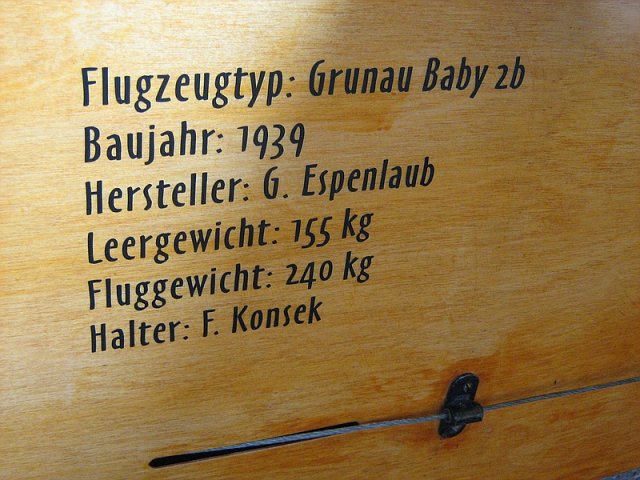 Flugzeugtyp: Grunau Baby 2b
Baujahr: 1939
Hersteller: G. Espenlaub
Leergewicht: 155 kg
Fluggewicht: 240 kg
Halter: F. Konsek